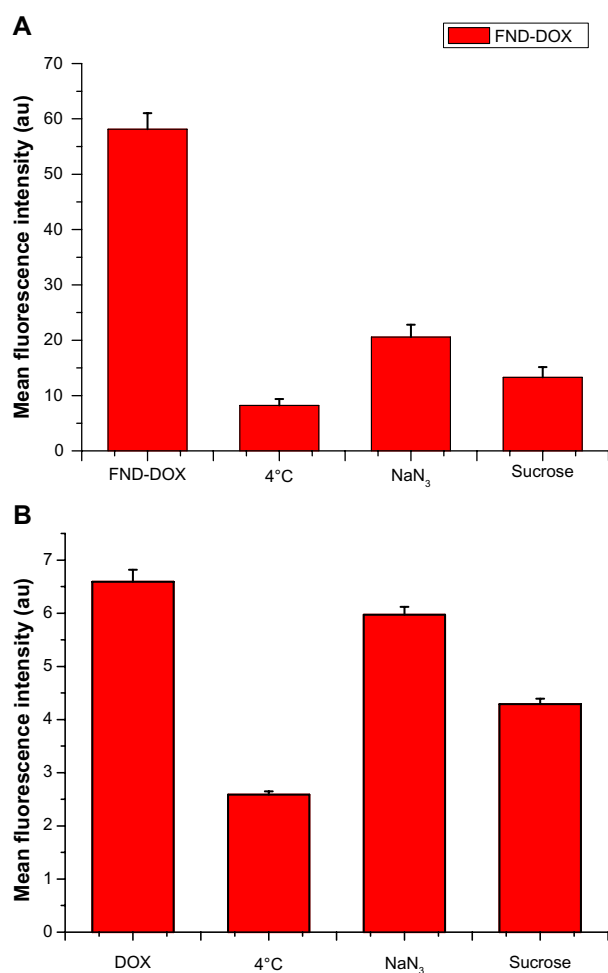 A
FND-DOX
Mean fluorescence intensity (au)
70
60
50
40
30
20
10
0
FND-DOX 4°C NaN₃ Sucrose
B
Mean fluorescence intensity (au)
7
6
5
4
3
2
1
0
DOX 4°C NaN₃ Sucrose